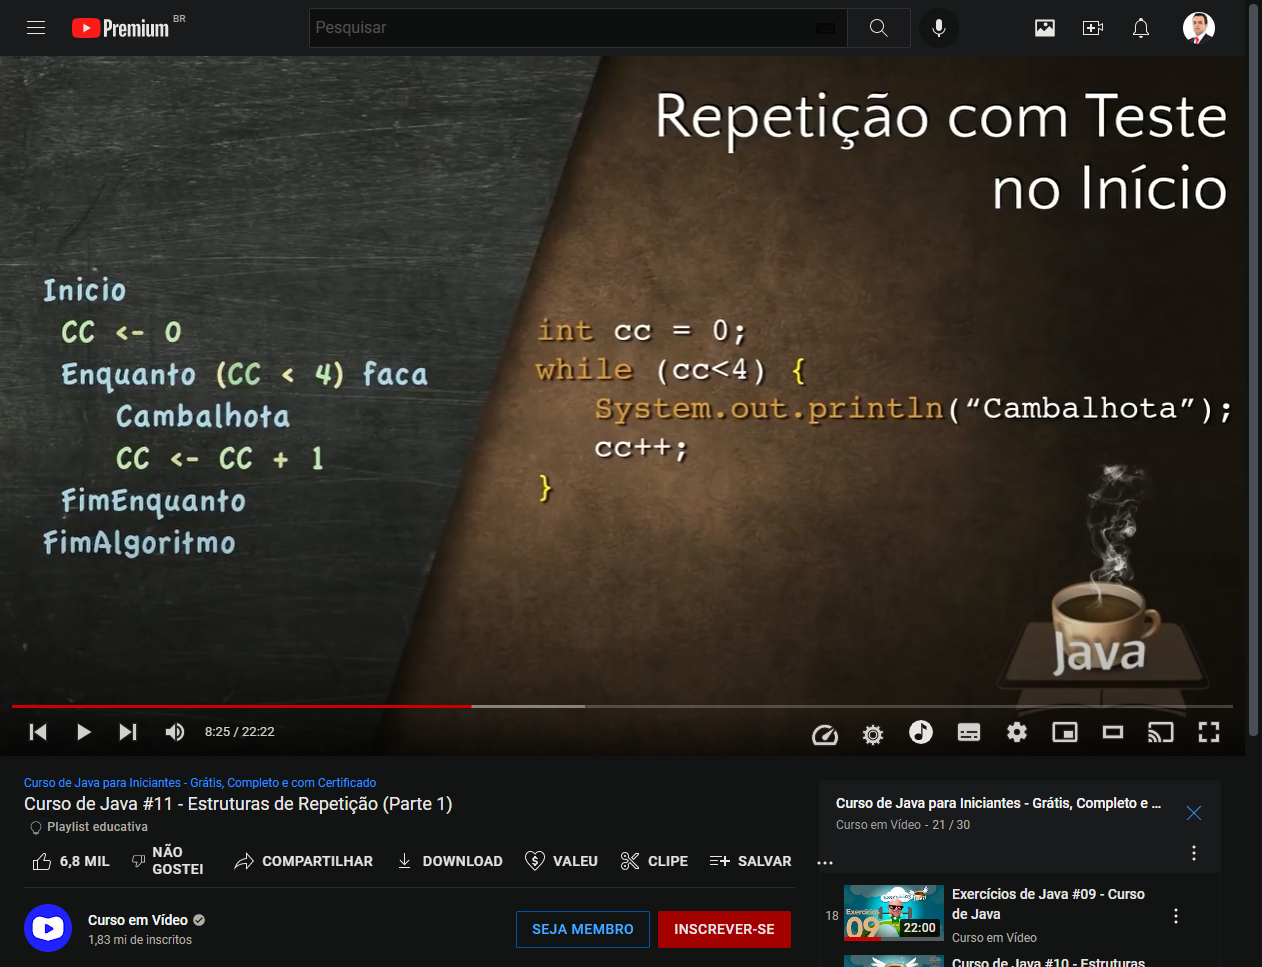 Premium BR
Pesquisar
Repetição com Teste
no Início
Inicio
CC <- 0
Enquanto (CC < 4) faca
Cambalhota
CC <- CC + 1
FimEnquanto
FimAlgoritmo
int cc = 0;
while (cc<4) {
System.out.println(“Cambalhota”);
cc++;
}
Java
8:25 / 22:22
Curso de Java para Iniciantes - Grátis, Completo e com Certificado
Curso de Java #11 - Estruturas de Repetição (Parte 1)
Playlist educativa
6,8 MIL
NÃO
GOSTEI
COMPARTILHAR
DOWNLOAD
VALEU
CLIPE
SALVAR
...
Curso em Vídeo
1,83 mi de inscritos
SEJA MEMBRO
INSCREVER-SE
Curso de Java para Iniciantes - Grátis, Completo e ...
Curso em Vídeo - 21 / 30
18
Exercícios
09
22:00
Exercícios de Java #09 - Curso
de Java
Curso em Vídeo
Curso de Java #10 - Estruturas